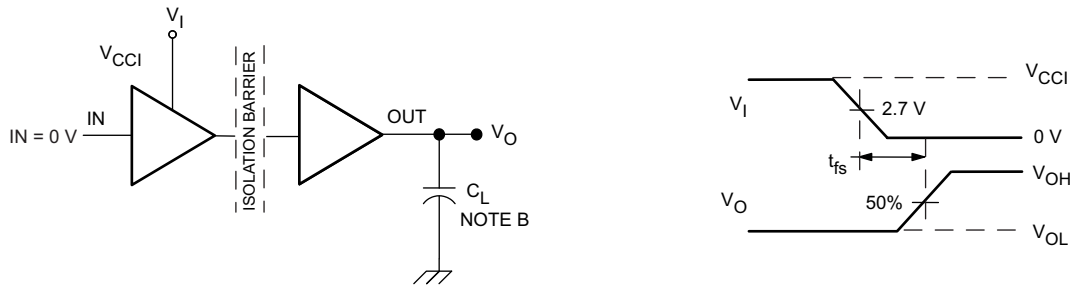 V_I
V_CCI
ISOLATION BARRIER
IN
IN = 0 V
OUT
V_O
C_L
NOTE B
V_I
V_CCI
2.7 V
0 V
t_fs
V_O
50%
V_OH
V_OL